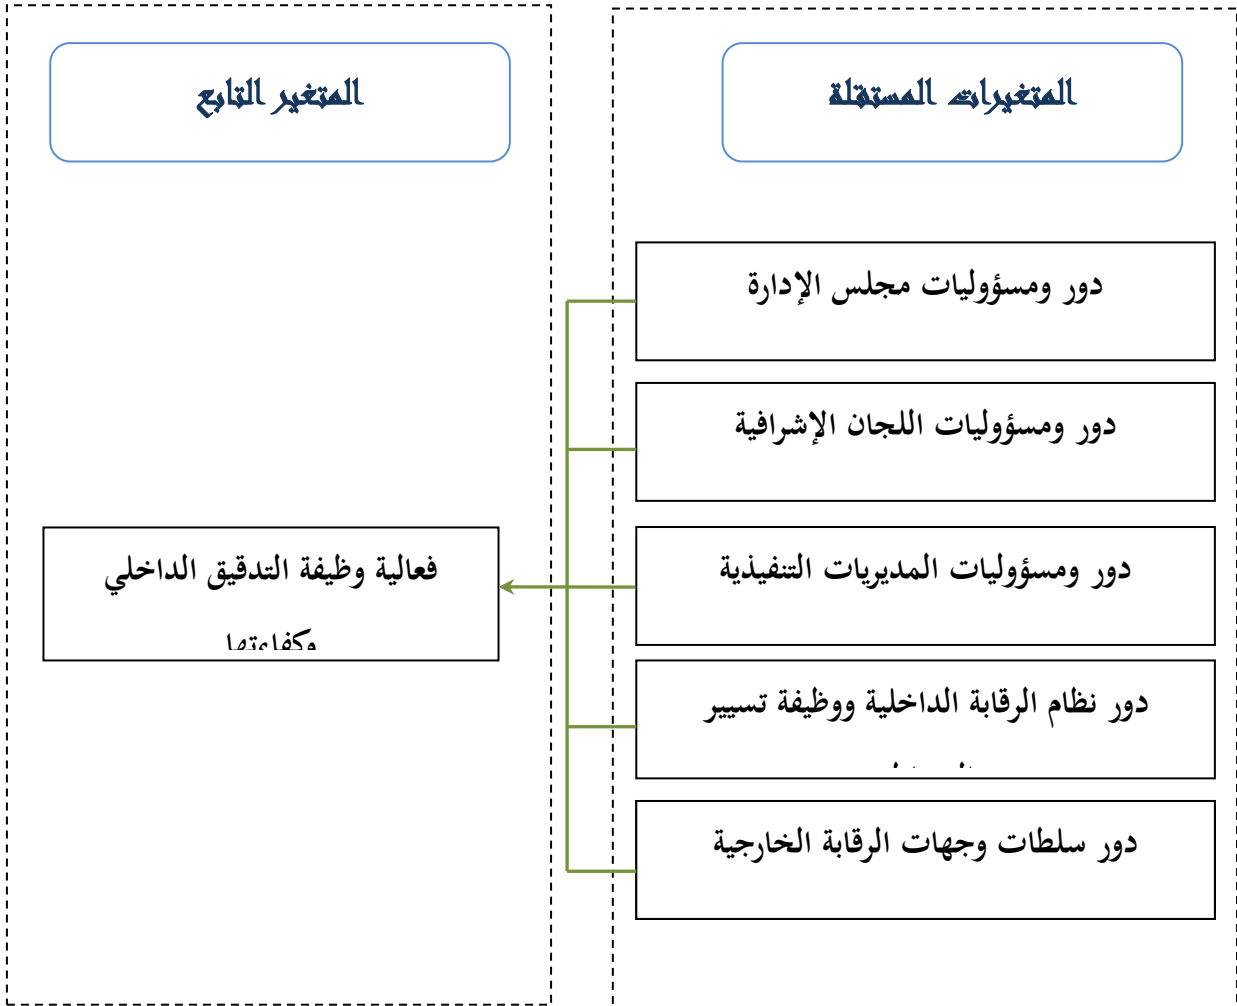 المتغيرات المستقلة
دور ومسؤوليات مجلس الإدارة
دور ومسؤوليات اللجان الإشرافية
دور ومسؤوليات المديريات التنفيذية
دور نظام الرقابة الداخلية ووظيفة تسيير
دور سلطات وجهات الرقابة الخارجية
المتغير التابع
فعالية وظيفة التدقيق الداخلي
وكفاءتها